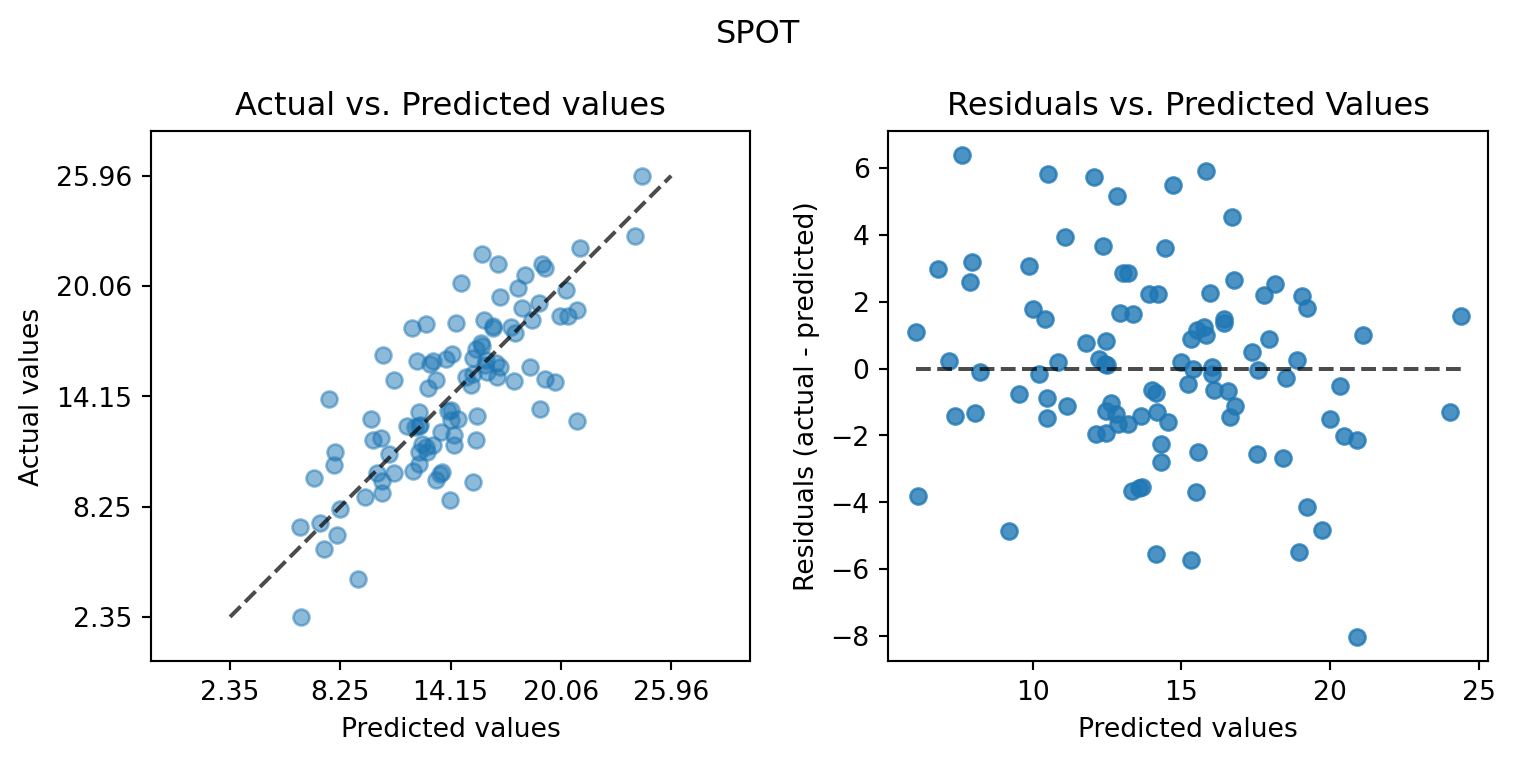 SPOT
Actual vs. Predicted values
25.96
20.06
14.15
8.25
2.35
Actual values
2.35 8.25 14.15 20.06 25.96
Predicted values
Residuals vs. Predicted Values
6
4
2
0
−2
−4
−6
−8
Residuals (actual - predicted)
10 15 20 25
Predicted values